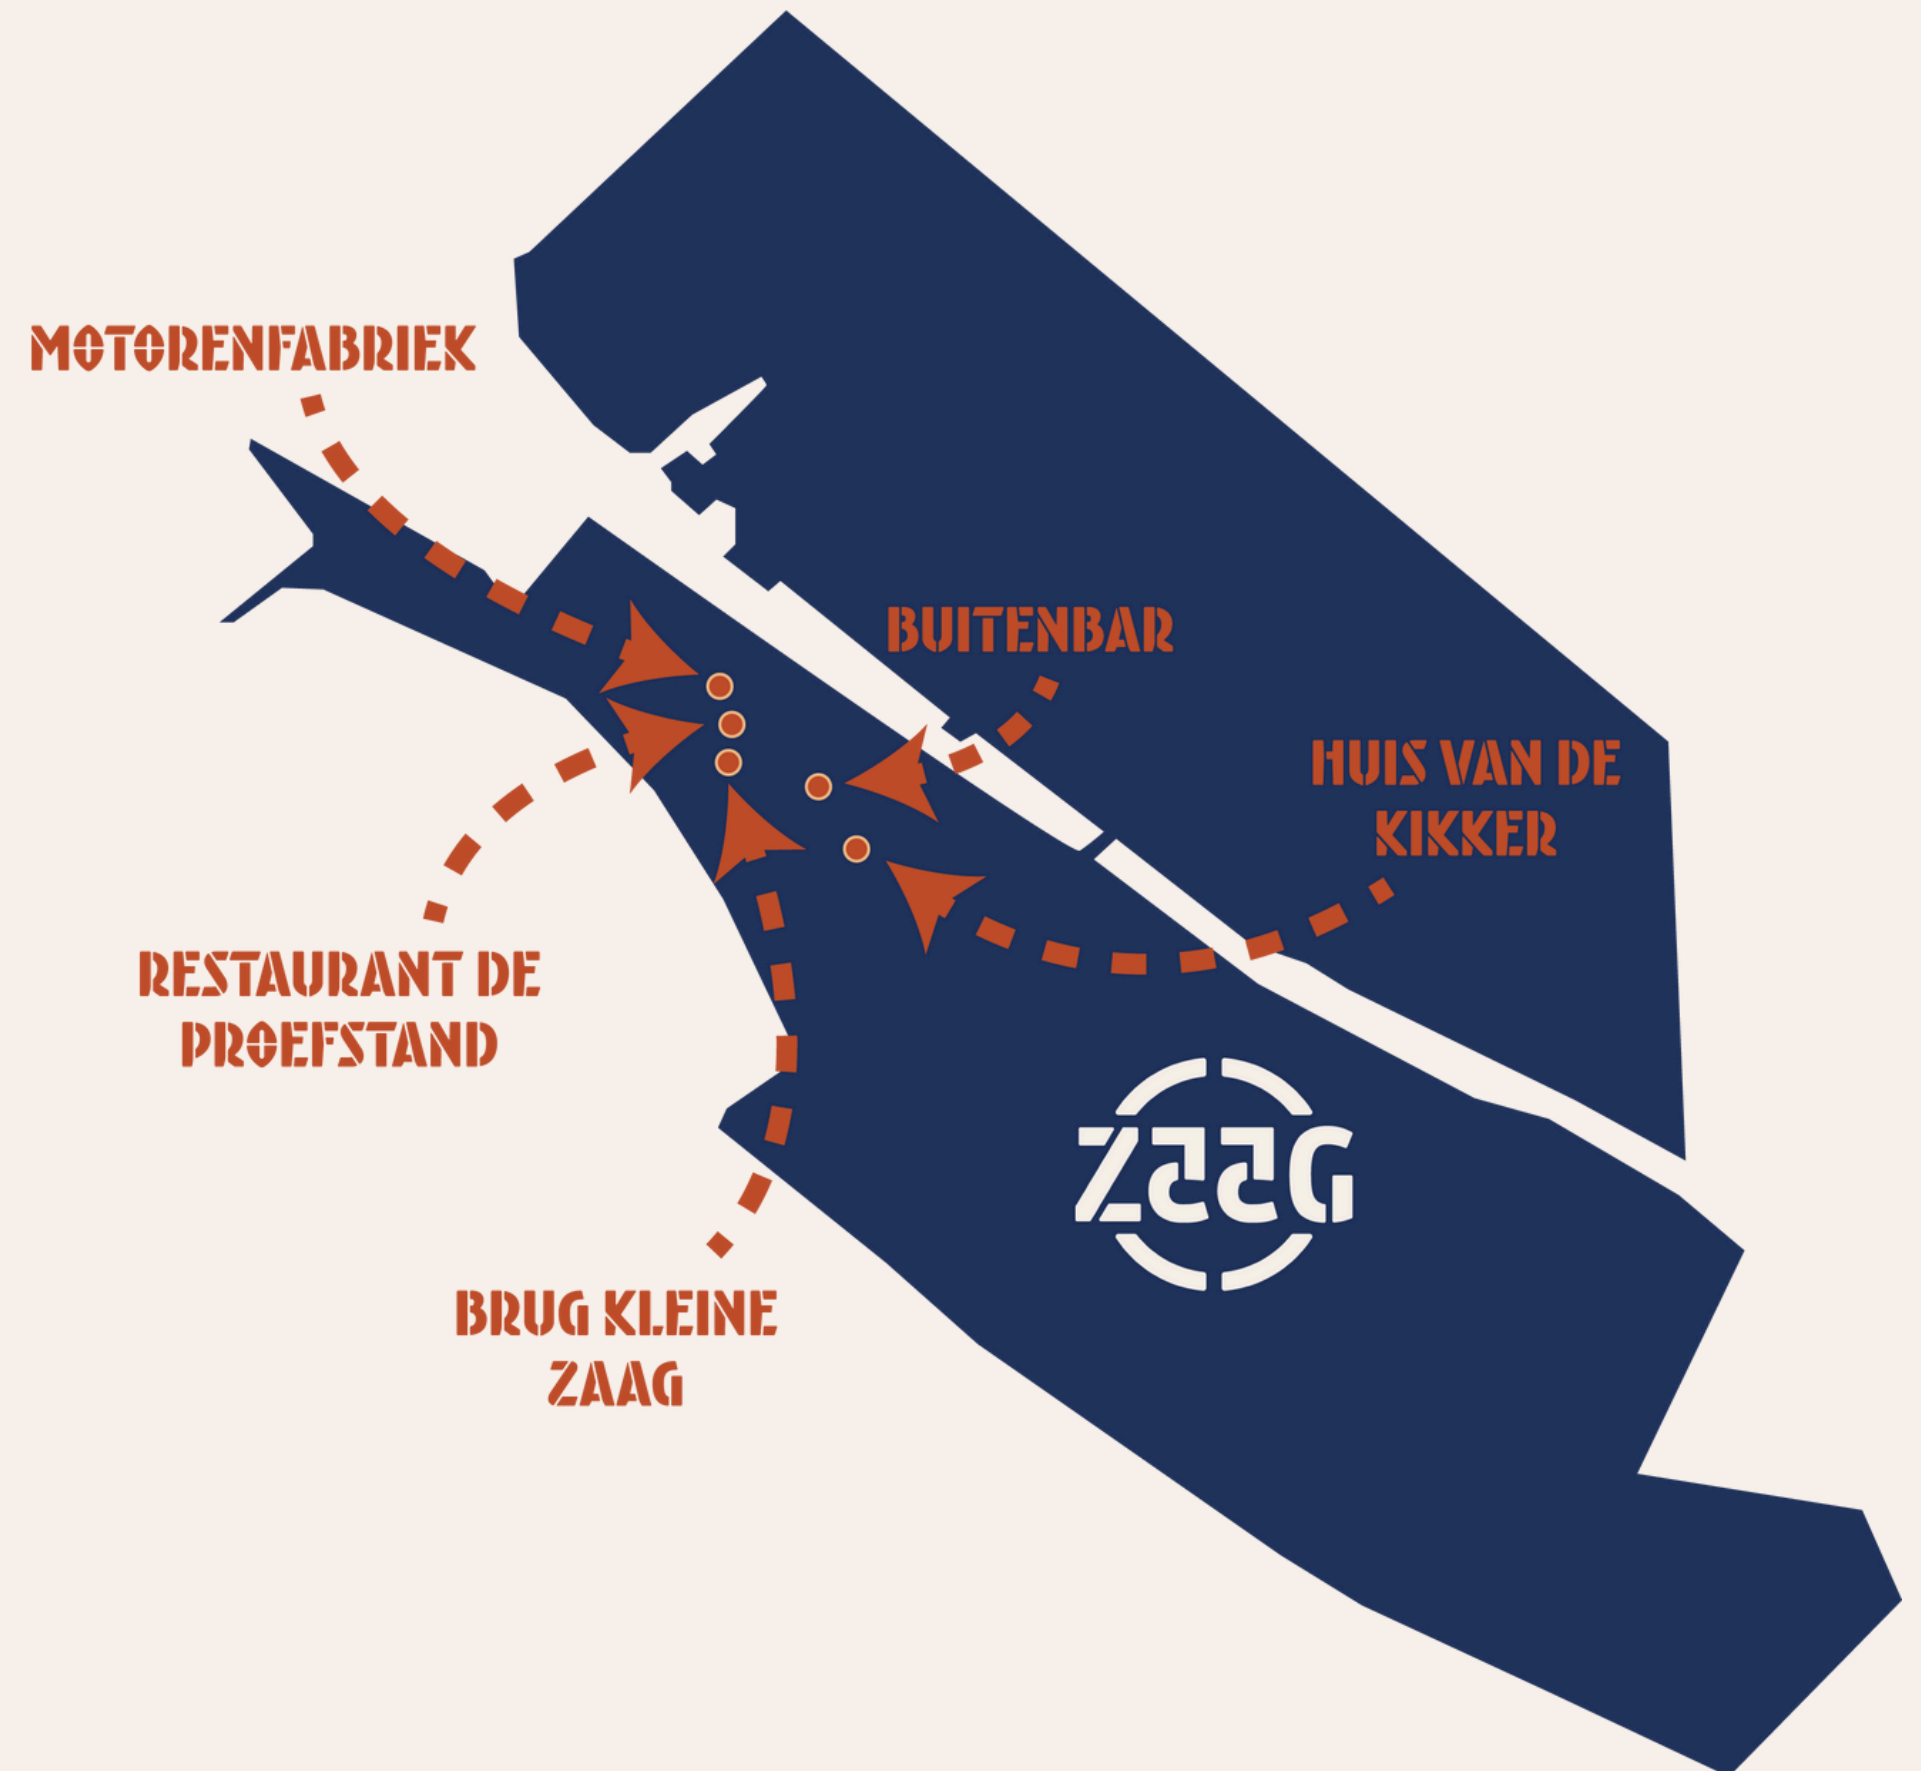 MOTORENFABRIEK
BUITENBAR
HUIS VAN DE
KIKKER
RESTAURANT DE
PROEFSTAND
ZaaG
BRUG KLEINE
ZAAG